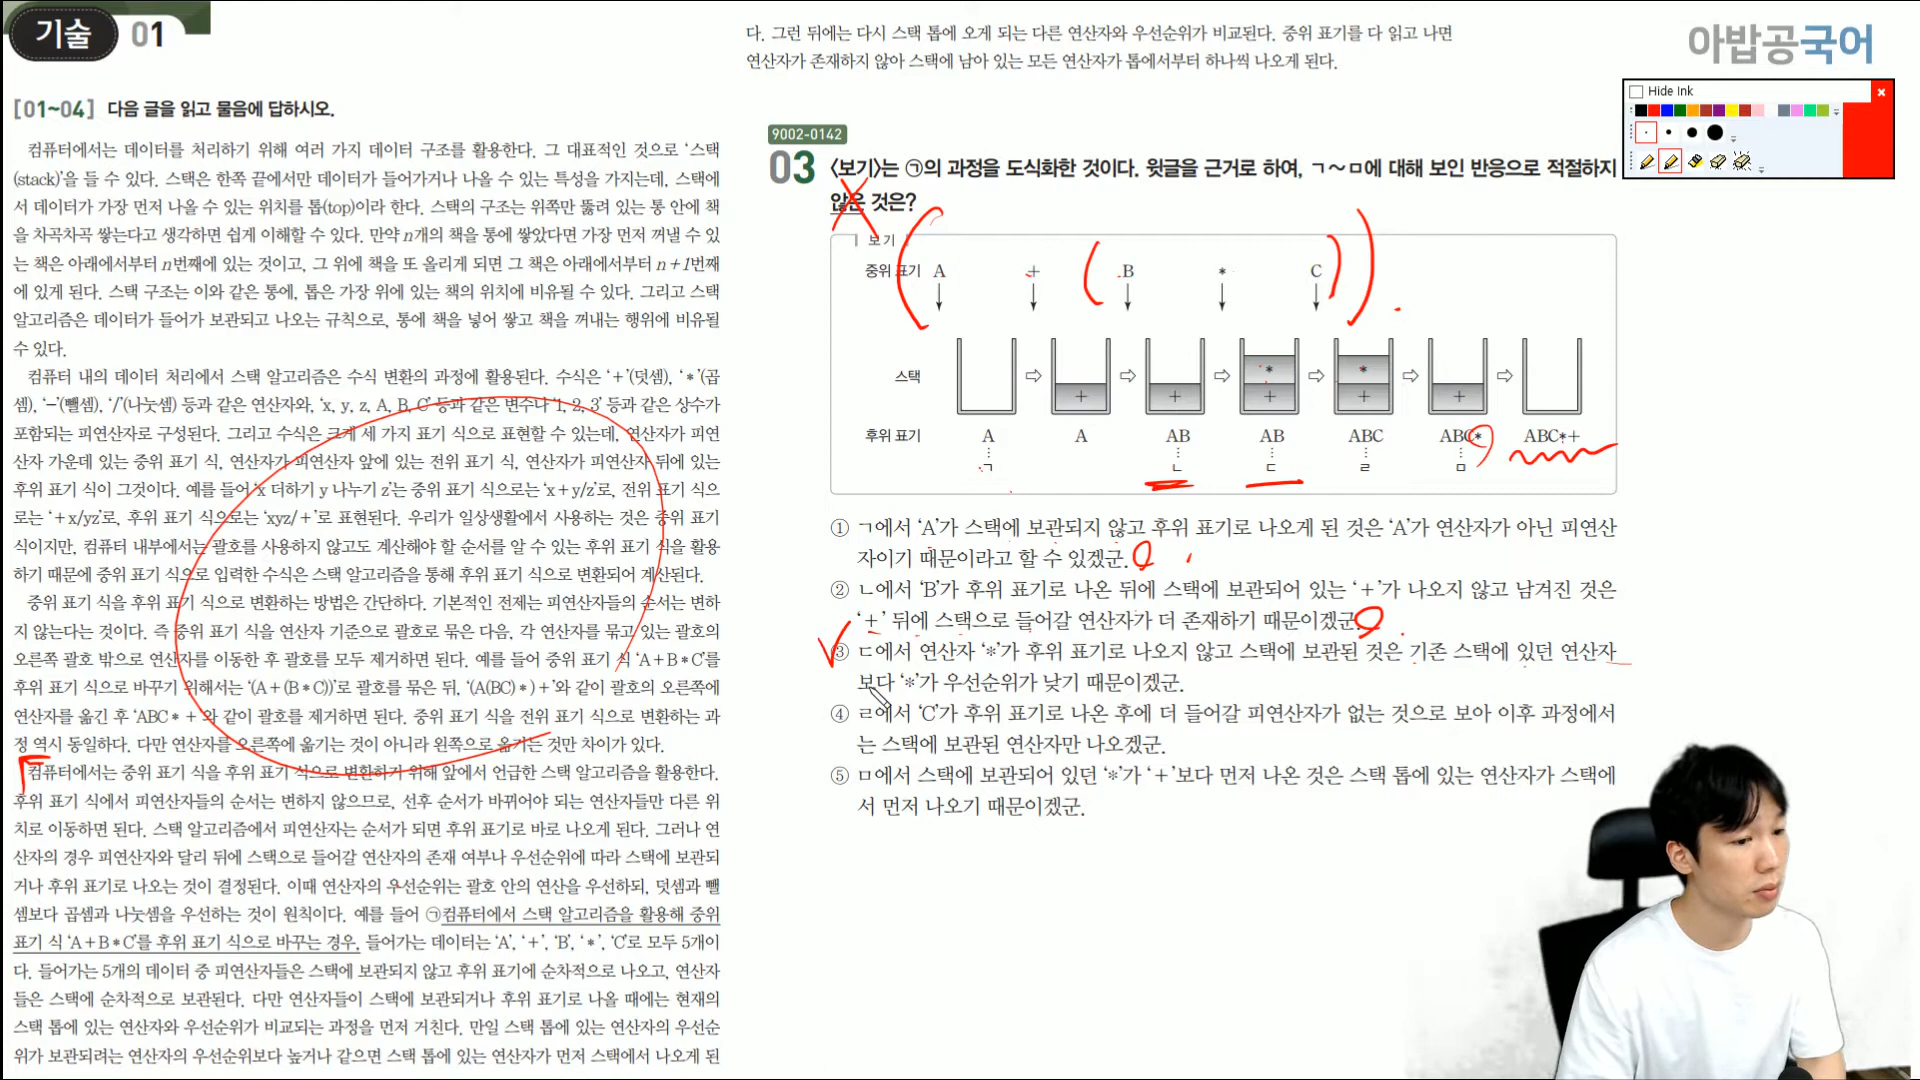 기술 01
[01~04] 다음 글을 읽고 물음에 답하시오.
컴퓨터에서는 데이터를 처리하기 위해 여러 가지 데이터 구조를 활용한다. 그 대표적인 것으로 ‘스택
(stack)’을 들 수 있다. 스택은 한쪽 끝에서만 데이터가 들어가거나 나올 수 있는 특성을 가지는데, 스택에
서 데이터가 가장 먼저 나올 수 있는 위치를 톱(top)이라 한다. 스택의 구조는 위쪽만 뚫려 있는 통 안에 책
을 차곡차곡 쌓는다고 생각하면 쉽게 이해할 수 있다. 만약 n개의 책을 통에 쌓았다면 가장 먼저 꺼낼 수 있
는 책은 아래에서부터 n번째에 있는 것이고, 그 위에 책을 또 올리게 되면 그 책은 아래에서부터 n+1번째
에 있게 된다. 스택 구조는 이와 같은 통에, 톱은 가장 위에 있는 책의 위치에 비유될 수 있다. 그리고 스택
알고리즘은 데이터가 들어가 보관되고 나오는 규칙으로, 통에 책을 넣어 쌓고 책을 꺼내는 행위에 비유될
수 있다.
컴퓨터 내의 데이터 처리에서 스택 알고리즘은 수식 변환의 과정에 활용된다. 수식은 ‘+’(덧셈), ‘*’(곱
셈), ‘−’(뺄셈), ‘/’(나눗셈) 등과 같은 연산자와, ‘x, y, z, A, B, C’ 등과 같은 변수나 ‘1, 2, 3’ 등과 같은 상수가
포함되는 피연산자로 구성된다. 그리고 수식은 크게 세 가지 표기 식으로 표현할 수 있는데, 연산자가 피연
산자 가운데 있는 중위 표기 식, 연산자가 피연산자 앞에 있는 전위 표기 식, 연산자가 피연산자 뒤에 있는
후위 표기 식이 그것이다. 예를 들어 ‘x 더하기 y 나누기 z’는 중위 표기 식으로는 ‘x+y/z’로, 전위 표기 식으
로는 ‘+x/yz’로, 후위 표기 식으로는 ‘xyz/+’로 표현된다. 우리가 일상생활에서 사용하는 것은 중위 표기
식이지만, 컴퓨터 내부에서는 괄호를 사용하지 않고도 계산해야 할 순서를 알 수 있는 후위 표기 식을 활용
하기 때문에 중위 표기 식으로 입력한 수식은 스택 알고리즘을 통해 후위 표기 식으로 변환되어 계산된다.
중위 표기 식을 후위 표기 식으로 변환하는 방법은 간단하다. 기본적인 전제는 피연산자들의 순서는 변하
지 않는다는 것이다. 즉 중위 표기 식을 연산자 기준으로 괄호로 묶은 다음, 각 연산자를 묶고 있는 괄호의
오른쪽 괄호 밖으로 연산자를 이동한 후 괄호를 모두 제거하면 된다. 예를 들어 중위 표기 식 ‘A+B*C’를
후위 표기 식으로 바꾸기 위해서는 ‘(A+(B*C))’로 괄호를 묶은 뒤, ‘(A(BC)*)+’와 같이 괄호의 오른쪽에
연산자를 옮긴 후 ‘ABC*+’와 같이 괄호를 제거하면 된다. 중위 표기 식을 전위 표기 식으로 변환하는 과
정 역시 동일하다. 다만 연산자를 오른쪽에 옮기는 것이 아니라 왼쪽으로 옮기는 것만 차이가 있다.
컴퓨터에서는 중위 표기 식을 후위 표기 식으로 변환하기 위해 앞에서 언급한 스택 알고리즘을 활용한다.
후위 표기 식에서 피연산자들의 순서는 변하지 않으므로, 선후 순서가 바뀌어야 되는 연산자들만 다른 위
치로 이동하면 된다. 스택 알고리즘에서 피연산자는 순서가 되면 후위 표기로 바로 나오게 된다. 그러나 연
산자의 경우 피연산자와 달리 뒤에 스택으로 들어갈 연산자의 존재 여부나 우선순위에 따라 스택에 보관되
거나 후위 표기로 나오는 것이 결정된다. 이때 연산자의 우선순위는 괄호 안의 연산을 우선하되, 덧셈과 뺄
셈보다 곱셈과 나눗셈을 우선하는 것이 원칙이다. 예를 들어 ㉠컴퓨터에서 스택 알고리즘을 활용해 중위
표기 식 ‘A+B*C’를 후위 표기 식으로 바꾸는 경우, 들어가는 데이터는 ‘A’, ‘+’, ‘B’, ‘*’, ‘C’로 모두 5개이
다. 들어가는 5개의 데이터 중 피연산자들은 스택에 보관되지 않고 후위 표기에 순차적으로 나오고, 연산자
들은 스택에 순차적으로 보관된다. 다만 연산자들이 스택에 보관되거나 후위 표기로 나올 때에는 현재의
스택 톱에 있는 연산자와 우선순위가 비교되는 과정을 먼저 거친다. 만일 스택 톱에 있는 연산자의 우선순
위가 보관되려는 연산자의 우선순위보다 높거나 같으면 스택 톱에 있는 연산자가 먼저 스택에서 나오게 된
다. 그런 뒤에는 다시 스택 톱에 오게 되는 다른 연산자와 우선순위가 비교된다. 중위 표기를 다 읽고 나면
연산자가 존재하지 않아 스택에 남아 있는 모든 연산자가 톱에서부터 하나씩 나오게 된다.
아밥공국어
Hide Ink
9002-0142
03 <보기>는 ㉠의 과정을 도식화한 것이다. 윗글을 근거로 하여, ㄱ~ㅁ에 대해 보인 반응으로 적절하지
않은 것은?
보기
중위 표기 A + B * C
스택 + + * + * + +
후위 표기 A A AB AB ABC ABC* ABC*+
ㄱ ㄴ ㄷ ㄹ ㅁ
① ㄱ에서 ‘A’가 스택에 보관되지 않고 후위 표기로 나오게 된 것은 ‘A’가 연산자가 아닌 피연산
자이기 때문이라고 할 수 있겠군.
② ㄴ에서 ‘B’가 후위 표기로 나온 뒤에 스택에 보관되어 있는 ‘+’가 나오지 않고 남겨진 것은
‘+’ 뒤에 스택으로 들어갈 연산자가 더 존재하기 때문이겠군.
③ ㄷ에서 연산자 ‘*’가 후위 표기로 나오지 않고 스택에 보관된 것은 기존 스택에 있던 연산자
보다 ‘*’가 우선순위가 낮기 때문이겠군.
④ ㄹ에서 ‘C’가 후위 표기로 나온 후에 더 들어갈 피연산자가 없는 것으로 보아 이후 과정에서
는 스택에 보관된 연산자만 나오겠군.
⑤ ㅁ에서 스택에 보관되어 있던 ‘*’가 ‘+’보다 먼저 나온 것은 스택 톱에 있는 연산자가 스택에
서 먼저 나오기 때문이겠군.